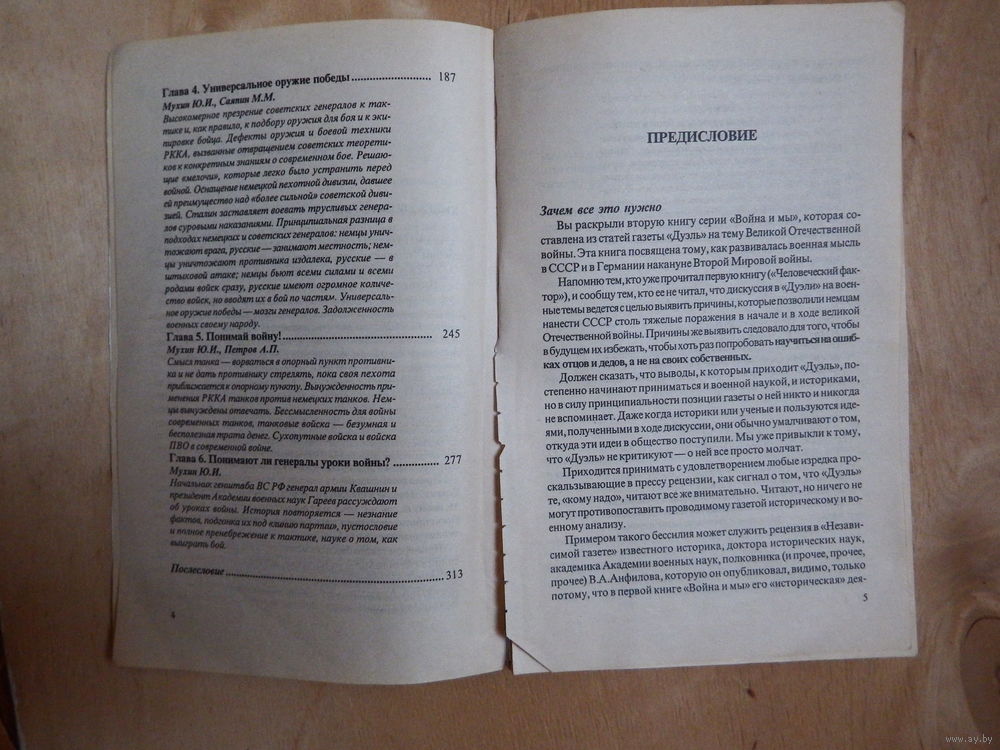 Глава 4. Универсальное оружие победы .......................... 187
Мухин Ю.И., Саяпин М.М.
Высокомерное презрение советских генералов к так-
тике и, как правило, к подбору оружия для боя и к эки-
пировке бойца. Дефекты оружия и боевой техники
РККА, вызванные отвращением советских теорети-
ков к конкретным знаниям о современном бое. Решаю-
щие «мелочи», которые легко было устранить перед
войной. Оснащение немецкой пехотной дивизии, давшее
ей преимущество над «более сильной» советской диви-
зией. Сталин заставляет воевать трусливых генера-
лов суровыми наказаниями. Принципиальная разница в
подходах немецких и советских генералов: немцы унич-
тожают врага, русские — занимают местность; нем-
цы уничтожают противника издалека, русские — в
штыковой атаке; немцы бьют всеми силами и всеми
родами войск сразу, русские имеют огромное количе-
ство войск, но вводят их в бой по частям. Универсаль-
ное оружие победы — мозги генералов. Задолженность
военных своему народу.
Глава 5. Понимай войну! .................................................. 245
Мухин Ю.И., Петров А.П.
Смысл танка — ворваться в опорный пункт противни-
ка и не дать противнику стрелять, пока своя пехота
приближается к опорному пункту. Вынужденность при-
менения РККА танков против немецких танков. Нем-
цы вынуждены отвечать. Бессмысленность для войны
современных танков, танковые войска — безумная и
бесполезная трата денег. Сухопутные войска и войска
ПВО в современной войне.
Глава 6. Понимают ли генералы уроки войны? ............... 277
Мухин Ю.И.
Начальник генштаба ВС РФ генерал армии Квашнин и
президент Академии военных наук Гареев рассуждают
об уроках войны. История повторяется — незнание
фактов, подгонка их под «линию партии», пустословие
и полное пренебрежение к тактике, науке о том, как
выиграть бой.
Послесловие ...................................................................... 313
4
ПРЕДИСЛОВИЕ
Зачем все это нужно
Вы раскрыли вторую книгу серии «Война и мы», которая со-
ставлена из статей газеты «Дуэль» на тему Великой Отечественной
войны. Эта книга посвящена тому, как развивалась военная мысль
в СССР и в Германии накануне Второй Мировой войны.
Напомню тем, кто уже прочитал первую книгу («Человеческий фак-
тор»), и сообщу тем, кто ее не читал, что дискуссия в «Дуэли» на воен-
ные темы ведется с целью выявить причины, которые позволили немцам
нанести СССР столь тяжелые поражения в начале и в ходе великой
Отечественной войны. Причины же выявить следовало для того, чтобы
в будущем их избежать, чтобы хоть раз попробовать научиться на ошиб-
ках отцов и дедов, а не на своих собственных.
Должен сказать, что выводы, к которым приходит «Дуэль», по-
степенно начинают приниматься и военной наукой, и историками,
но в силу принципиальности позиции газеты о ней никто и никогда
не вспоминает. Даже когда историки или ученые и пользуются иде-
ями, полученными в ходе дискуссии, они обычно умалчивают о том,
откуда эти идеи в общество поступили. Мы уже привыкли к тому,
что «Дуэль» не критикуют — о ней все просто молчат.
Приходится принимать с удовлетворением любые изредка про-
скальзывающие в прессу рецензии, как сигнал о том, что «Дуэль»
те, «кому надо», читают все же внимательно. Читают, но ничего не
могут противопоставить проводимому газетой историческому и во-
енному анализу.
Примером такого бессилия может служить рецензия в «Незави-
симой газете» известного историка, доктора исторических наук,
академика Академии военных наук, полковника (и прочее, прочее,
прочее) В.А.Анфилова, которую он опубликовал, видимо, только
потому, что в первой книге «Война и мы» его «историческая» дея-
5
www.ay.by